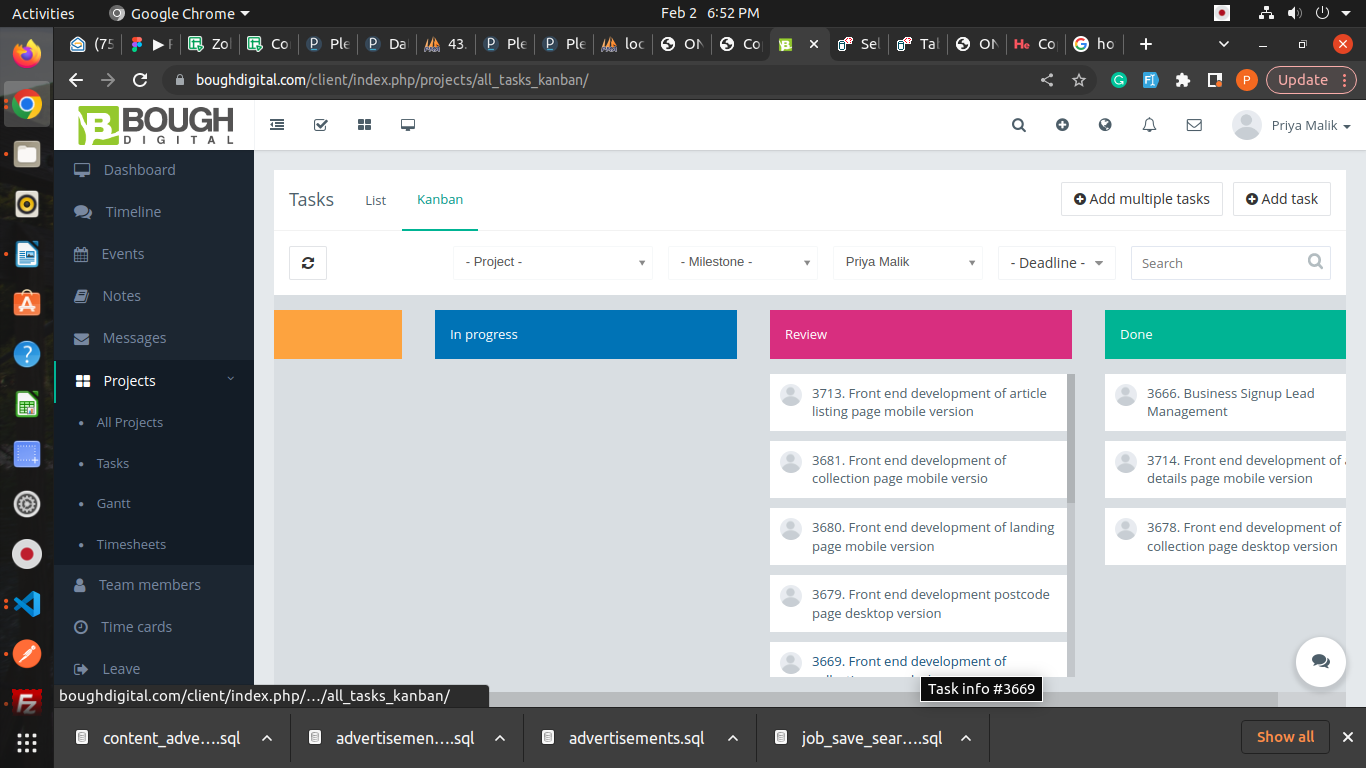 Activities
Google Chrome
Feb 2 6:52 PM
(75
▶ F
Zol
Co
Ple
Da
43.
Ple
Ple
loc
ON
Co
Sel
Tal
ON
He
Co
ho
boughdigital.com/client/index.php/projects/all_tasks_kanban/
P
Update
BOUGH
DIGITAL
Priya Malik
Dashboard
Timeline
Events
Notes
Messages
Projects
All Projects
Tasks
Gantt
Timesheets
Team members
Time cards
Leave
Tasks
List
Kanban
Add multiple tasks
Add task
- Project -
- Milestone -
Priya Malik
- Deadline -
Search
In progress
Review
3713. Front end development of article
listing page mobile version
3681. Front end development of
collection page mobile versio
3680. Front end development of landing
page mobile version
3679. Front end development postcode
page desktop version
3669. Front end development of
Done
3666. Business Signup Lead
Management
3714. Front end development of
details page mobile version
3678. Front end development of
collection page desktop version
Task info #3669
boughdigital.com/client/index.php/.../all_tasks_kanban/
content_adve....sql
advertisemen....sql
advertisements.sql
job_save_sear....sql
Show all